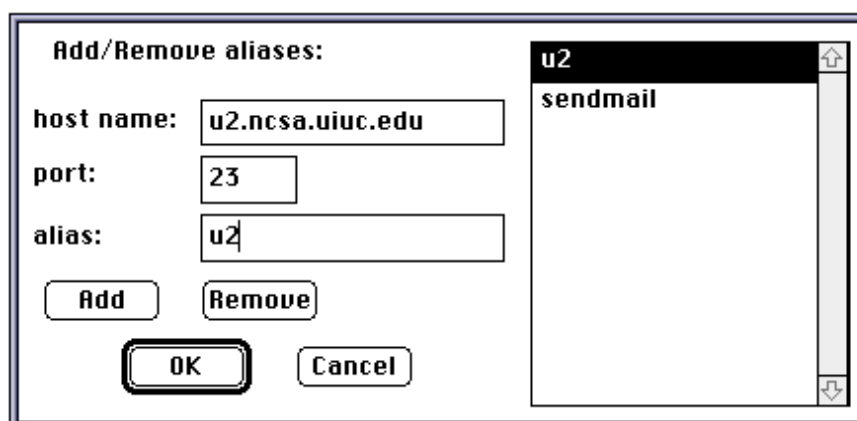 Add/Remove aliases:
host name: u2.ncsa.uiuc.edu
port: 23
alias: u2
Add Remove
OK Cancel
u2
sendmail